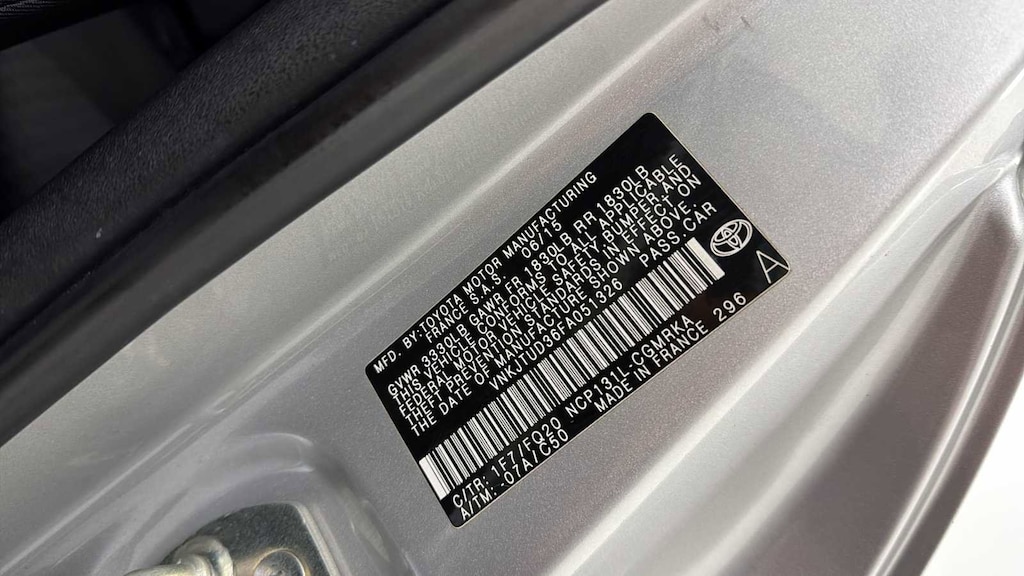 MFD. BY: TOYOTA MOTOR MANUFACTURING
FRANCE S.A.S. 06/15
GVWR 3330LB GAWR FR 1830LB RR 1830LB
THIS VEHICLE CONFORMS TO ALL APPLICABLE
FEDERAL MOTOR VEHICLE SAFETY, BUMPER, AND
THEFT PREVENTION STANDARDS IN EFFECT ON
THE DATE OF MANUFACTURE SHOWN ABOVE.
VNKJTUD36FA051326 PASS CAR
C/TR: 1F7/FQ20 NCP131L-CGMRKA
A/TM: -07A/C50 MADE IN FRANCE 296
A